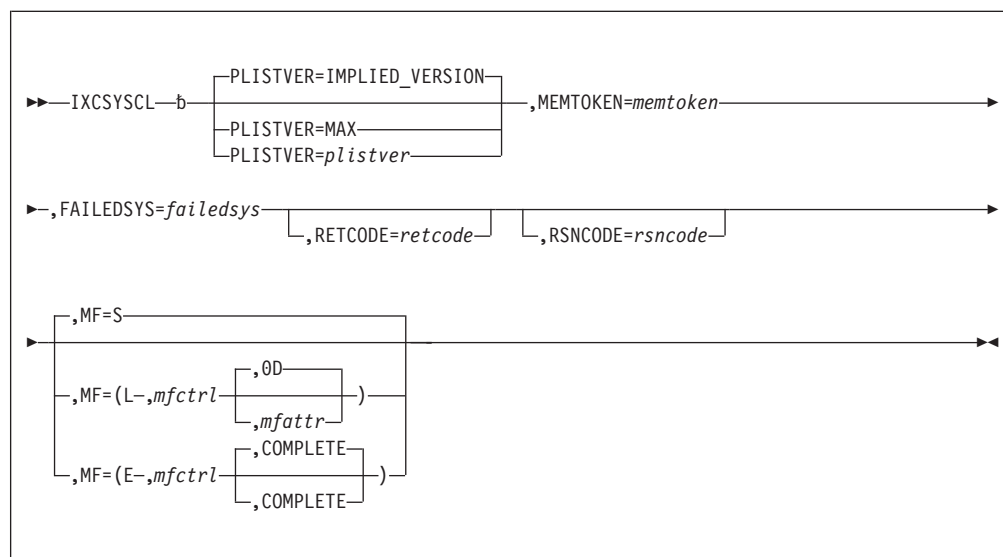 PLISTVER=IMPLIED_VERSION
IXCSYSCL ƀ ,MEMTOKEN=memtoken
PLISTVER=MAX
PLISTVER=plistver
,FAILEDSYS=failedsys
,RETCODE=retcode ,RSNCODE=rsncode
,MF=S
,0D
,MF=(L ,mfctrl )
,mfattr
,COMPLETE
,MF=(E ,mfctrl )
,COMPLETE